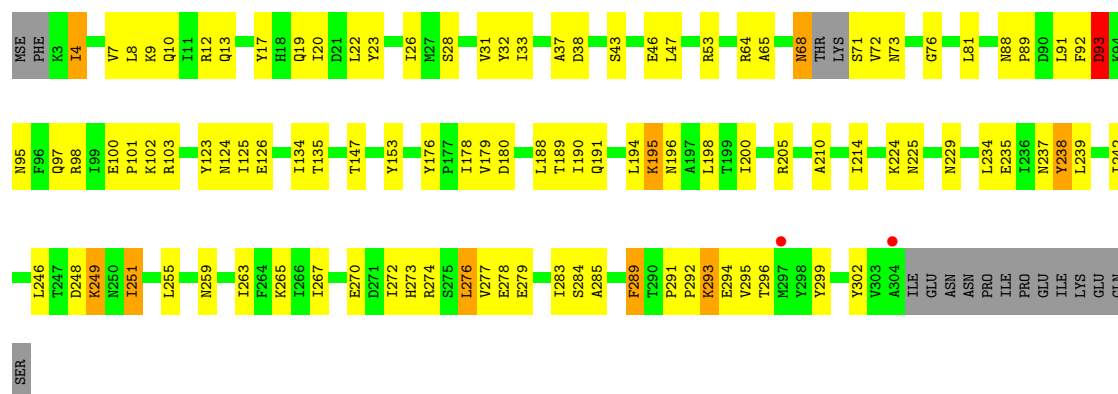 MSE PHE K3 I4 V7 L8 K9 Q10 I11 R12 Q13 Y17 H18 Q19 I20 D21 L22 Y23 I26 M27 S28 V31 Y32 I33 A37 D38 S43 E46 L47 R53 R64 A65 N68 THR LYS S71 V72 N73 G76 L81 N88 P89 D90 L91 F92 D93 K94
N95 F96 Q97 R98 I99 E100 P101 K102 R103 Y123 N124 I125 E126 I134 T135 T147 Y153 Y176 P177 I178 V179 D180 L188 T189 I190 Q191 L194 K195 N196 A197 L198 T199 I200 R205 A210 I214 K224 N225 N229 L234 E235 I236 N237 Y238 L239
L246 T247 D248 K249 N250 I251 L255 N259 I263 F264 K265 I266 I267 E270 D271 I272 H273 R274 S275 L276 V277 E278 E279 I283 S284 A285 F289 T290 P291 P292 K293 E294 V295 T296 M297 Y298 Y299 Y302 V303 A304 ILE GLU ASN ASN PRO ILE PRO GLU ILE LYS GLU
SER